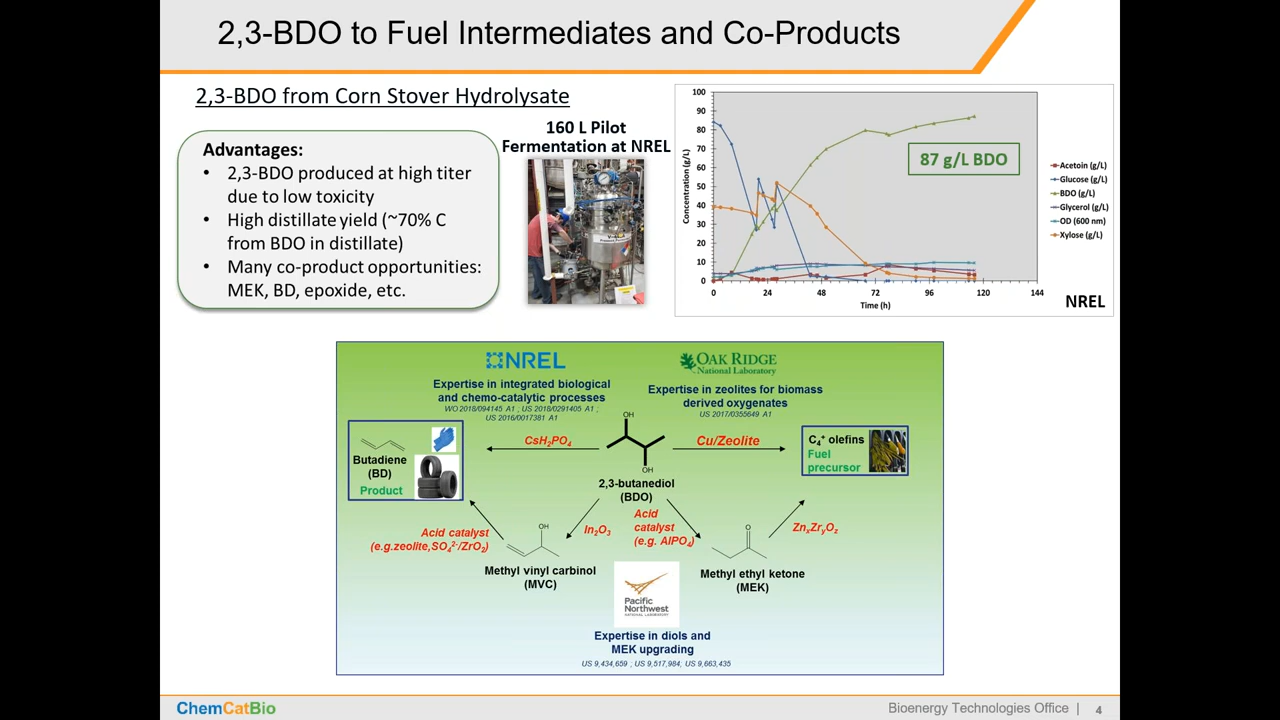 2,3-BDO to Fuel Intermediates and Co-Products
2,3-BDO from Corn Stover Hydrolysate
Advantages:
• 2,3-BDO produced at high titer
due to low toxicity
• High distillate yield (~70% C
from BDO in distillate)
• Many co-product opportunities:
MEK, BD, epoxide, etc.
160 L Pilot
Fermentation at NREL
Concentration (g/L)
100
90
80
70
60
50
40
30
20
10
0
0 24 48 72 96 120 144
Time (h)
87 g/L BDO
Acetoin (g/L)
Glucose (g/L)
BDO (g/L)
Glycerol (g/L)
OD (600 nm)
Xylose (g/L)
NREL
NREL
Expertise in integrated biological
and chemo-catalytic processes
WO 2018/094145 A1 ; US 2018/0291405 A1 ;
US 2016/0017381 A1
OAK RIDGE
National Laboratory
Expertise in zeolites for biomass
derived oxygenates
US 2017/0355649 A1
Butadiene
(BD)
Product
CsH2PO4
OH
OH
2,3-butanediol
(BDO)
Cu/Zeolite
C4+ olefins
Fuel
precursor
Acid catalyst
(e.g.zeolite,SO4 2-/ZrO2)
In2O3
Acid
catalyst
(e.g. AlPO4)
ZnxZryOz
OH
Methyl vinyl carbinol
(MVC)
O
Methyl ethyl ketone
(MEK)
Pacific
Northwest
NATIONAL LABORATORY
Expertise in diols and
MEK upgrading
US 9,434,659 ; US 9,517,984; US 9,663,435
ChemCatBio
Bioenergy Technologies Office | 4